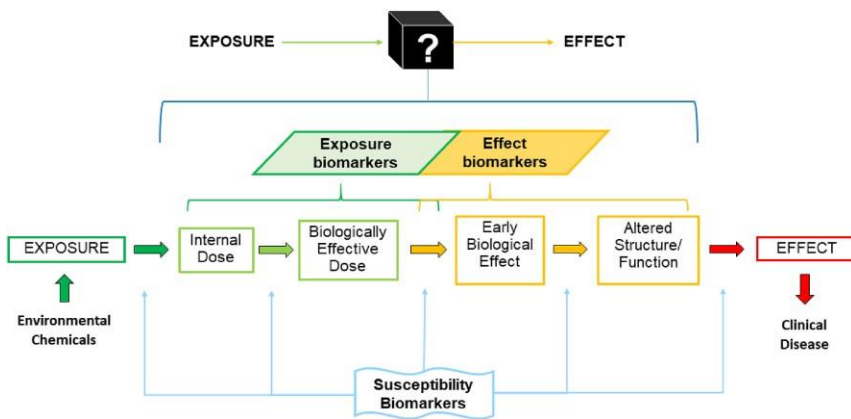 EXPOSURE
?
EFFECT
Exposure
biomarkers
Effect
biomarkers
EXPOSURE
Internal
Dose
Biologically
Effective
Dose
Early
Biological
Effect
Altered
Structure/
Function
EFFECT
Environmental
Chemicals
Clinical
Disease
Susceptibility
Biomarkers